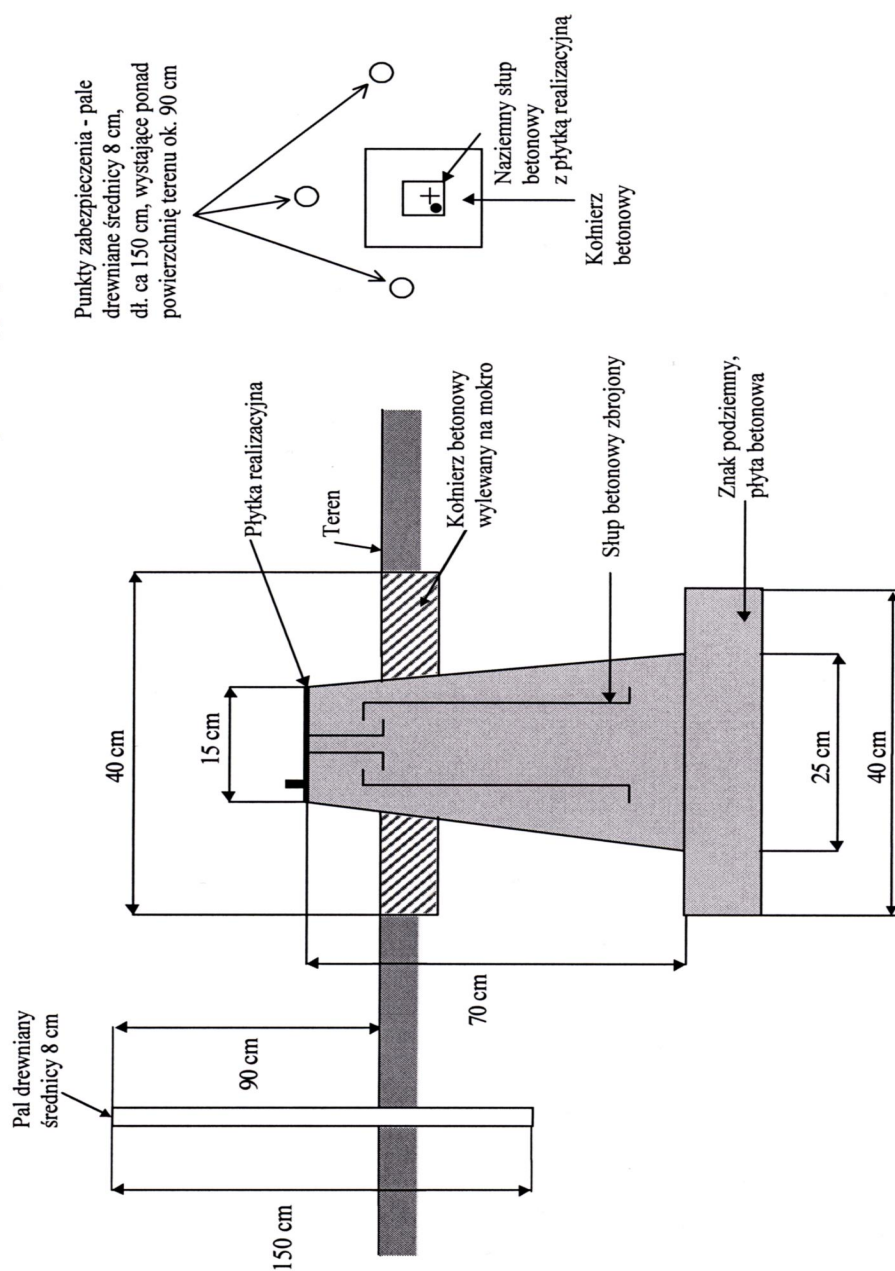 Pal drewniany
średnicy 8 cm
150 cm
90 cm
70 cm
40 cm
15 cm
Płytka realizacyjna
Teren
Kołnierz betonowy
wylewany na mokro
Słup betonowy zbrojony
Znak podziemny,
płyta betonowa
25 cm
40 cm
Punkty zabezpieczenia - pale
drewniane średnicy 8 cm,
dł. ca 150 cm, wystające ponad
powierzchnię terenu ok. 90 cm
Naziemny słup
betonowy
z płytką realizacyjną
Kołnierz
betonowy